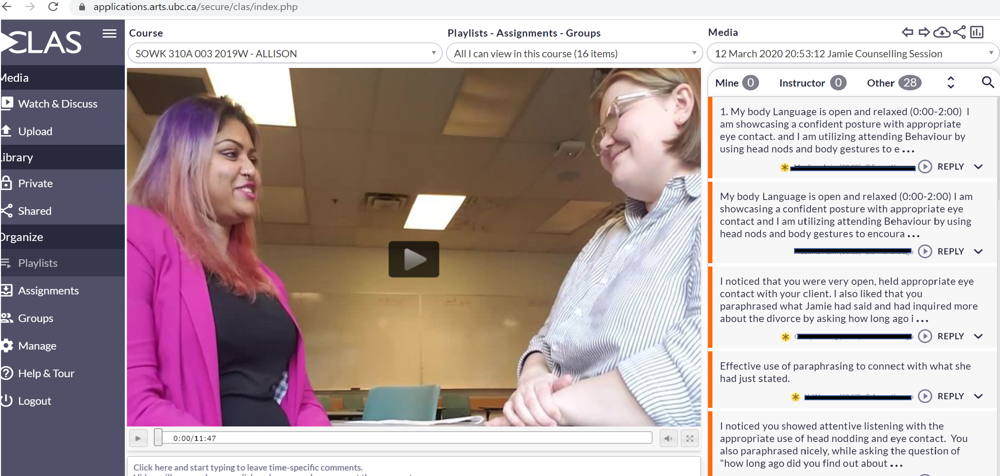 applications.arts.ubc.ca/secure/clas/index.php
CLAS
Media
Watch & Discuss
Upload
Library
Private
Shared
Organize
Playlists
Assignments
Groups
Manage
Help & Tour
Logout
Course
SOWK 310A 003 2019W - ALLISON
Playlists - Assignments - Groups
All I can view in this course (16 items)
Media
12 March 2020 20:53:12 Jamie Counselling Session
0:00/11:47
Click here and start typing to leave time-specific comments.
Mine 0 Instructor 0 Other 28
1. My body Language is open and relaxed (0:00-2:00) I
am showcasing a confident posture with appropriate
eye contact. and I am utilizing attending Behaviour by
using head nods and body gestures to e ...
REPLY
My body Language is open and relaxed (0:00-2:00) I am
showcasing a confident posture with appropriate eye
contact and I am utilizing attending Behaviour by using
head nods and body gestures to encoura ...
REPLY
I noticed that you were very open, held appropriate eye
contact with your client. I also liked that you
paraphrased what Jamie had said and had inquired more
about the divorce by asking how long ago i ...
REPLY
Effective use of paraphrasing to connect with what she
had just stated.
REPLY
I noticed you showed attentive listening with the
appropriate use of head nodding and eye contact. You
also paraphrased nicely, while asking the question of
"how long ago did you find out about ...